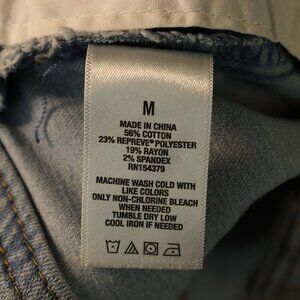 M
MADE IN CHINA
56% COTTON
23% REPREVE® POLYESTER
19% RAYON
2% SPANDEX
RN154379
MACHINE WASH COLD WITH
LIKE COLORS
ONLY NON-CHLORINE BLEACH
WHEN NEEDED
TUMBLE DRY LOW
COOL IRON IF NEEDED